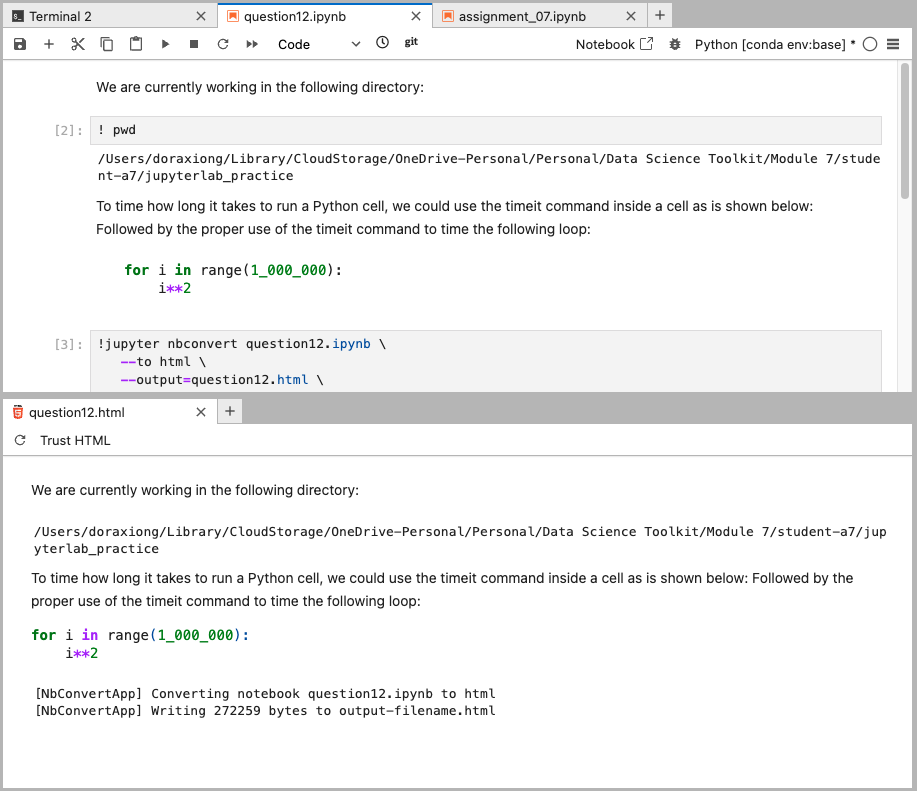 Terminal 2
question12.ipynb
assignment_07.ipynb
Code
git
Notebook
Python [conda env:base] *
We are currently working in the following directory:
[2]:
! pwd
/Users/doraxiong/Library/CloudStorage/OneDrive-Personal/Personal/Data Science Toolkit/Module 7/stude
nt-a7/jupyterlab_practice
To time how long it takes to run a Python cell, we could use the timeit command inside a cell as is shown below:
Followed by the proper use of the timeit command to time the following loop:
for i in range(1_000_000):
    i**2
[3]:
!jupyter nbconvert question12.ipynb \
   --to html \
   --output=question12.html \
question12.html
Trust HTML
We are currently working in the following directory:
/Users/doraxiong/Library/CloudStorage/OneDrive-Personal/Personal/Data Science Toolkit/Module 7/student-a7/jup
yterlab_practice
To time how long it takes to run a Python cell, we could use the timeit command inside a cell as is shown below: Followed by the
proper use of the timeit command to time the following loop:
for i in range(1_000_000):
    i**2
[NbConvertApp] Converting notebook question12.ipynb to html
[NbConvertApp] Writing 272259 bytes to output-filename.html